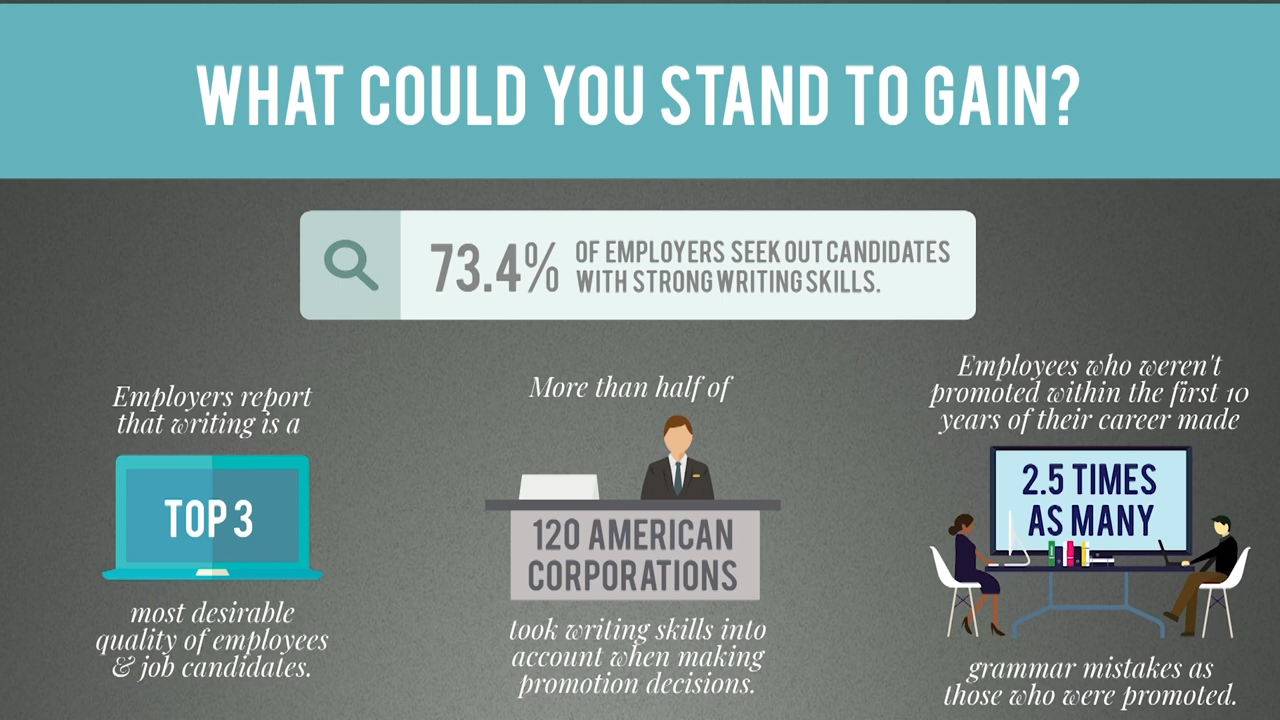 WHAT COULD YOU STAND TO GAIN?
73.4%
OF EMPLOYERS SEEK OUT CANDIDATES
WITH STRONG WRITING SKILLS.
Employers report
that writing is a
TOP 3
most desirable
quality of employees
& job candidates.
More than half of
120 AMERICAN
CORPORATIONS
took writing skills into
account when making
promotion decisions.
Employees who weren't
promoted within the first 10
years of their career made
2.5 TIMES
AS MANY
grammar mistakes as
those who were promoted.